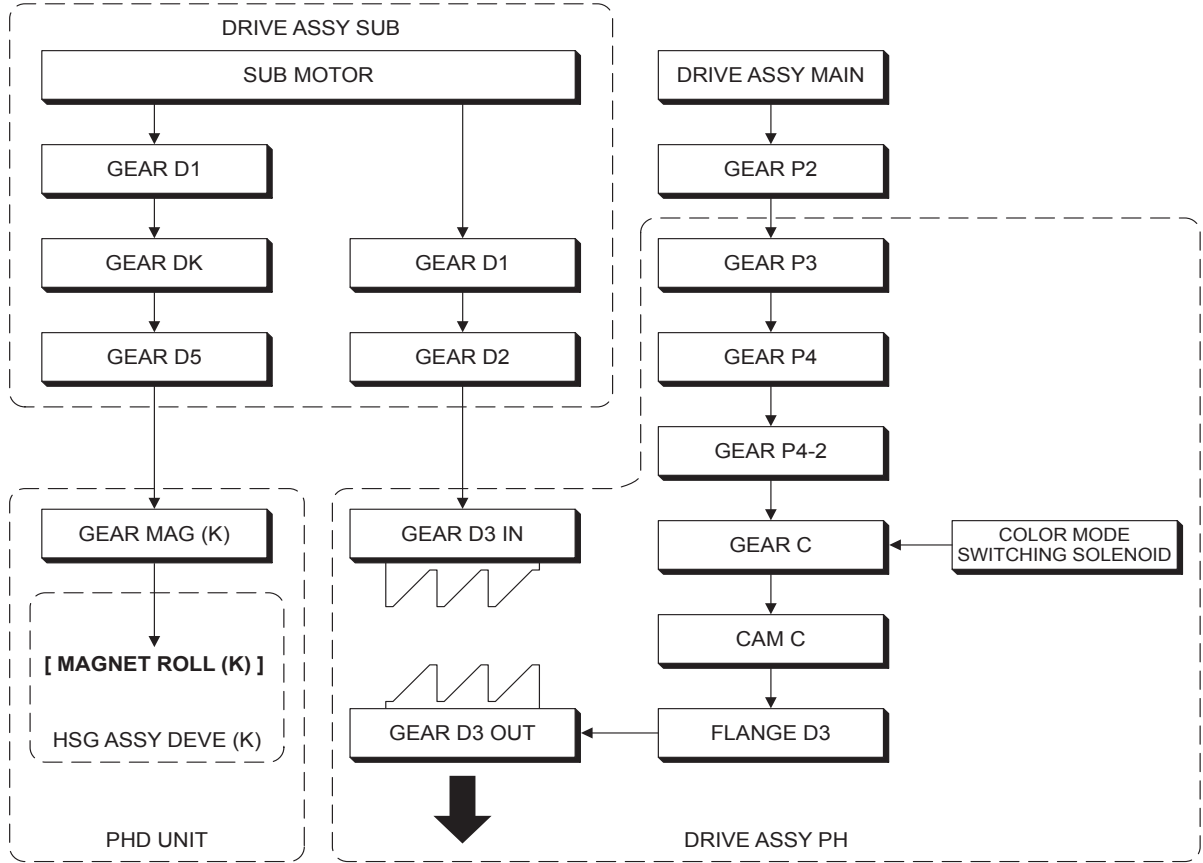 DRIVE ASSY SUB
SUB MOTOR
DRIVE ASSY MAIN
GEAR D1
GEAR P2
GEAR DK
GEAR D1
GEAR P3
GEAR D5
GEAR D2
GEAR P4
GEAR P4-2
GEAR MAG (K)
GEAR D3 IN
GEAR C
COLOR MODE
SWITCHING SOLENOID
CAM C
[ MAGNET ROLL (K) ]
HSG ASSY DEVE (K)
GEAR D3 OUT
FLANGE D3
PHD UNIT
DRIVE ASSY PH